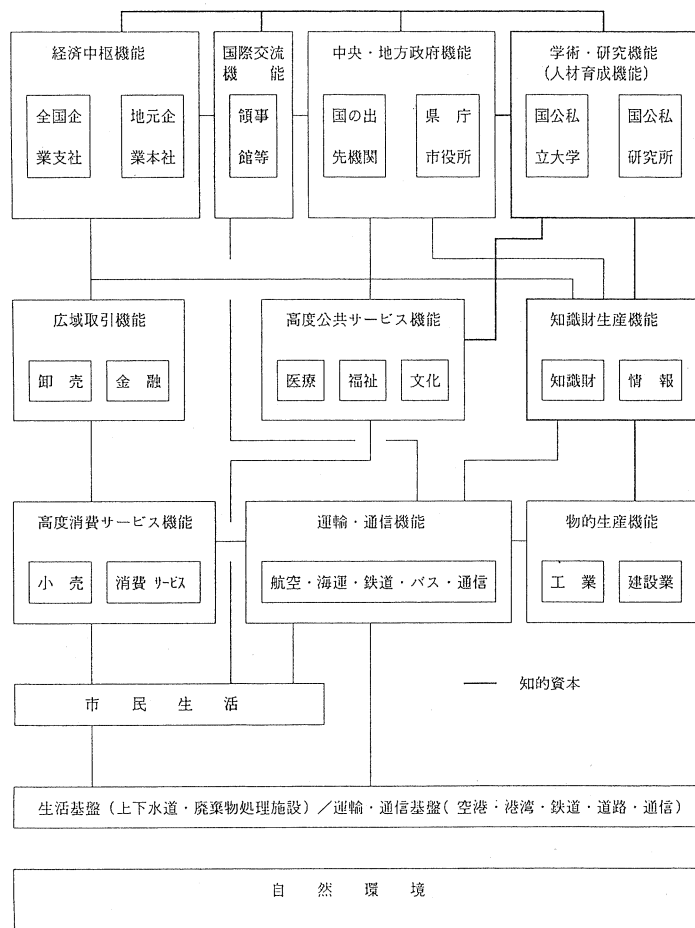 経済中枢機能
国際交流
機　能
中央・地方政府機能
学術・研究機能
(人材育成機能)
全国企
業支社
地元企
業本社
領事
館等
国の出
先機関
県　庁
市役所
国公私
立大学
国公私
研究所
広域取引機能
高度公共サービス機能
知識財生産機能
卸　売
金　融
医療
福祉
文化
知識財
情　報
高度消費サービス機能
運輸・通信機能
物的生産機能
小　売
消費 サービス
航空・海運・鉄道・バス・通信
工　業
建設業
知的資本
市　民　生　活
生活基盤(上下水道・廃棄物処理施設)／運輸・通信基盤(空港・港湾・鉄道・道路・通信)
自　然　環　境